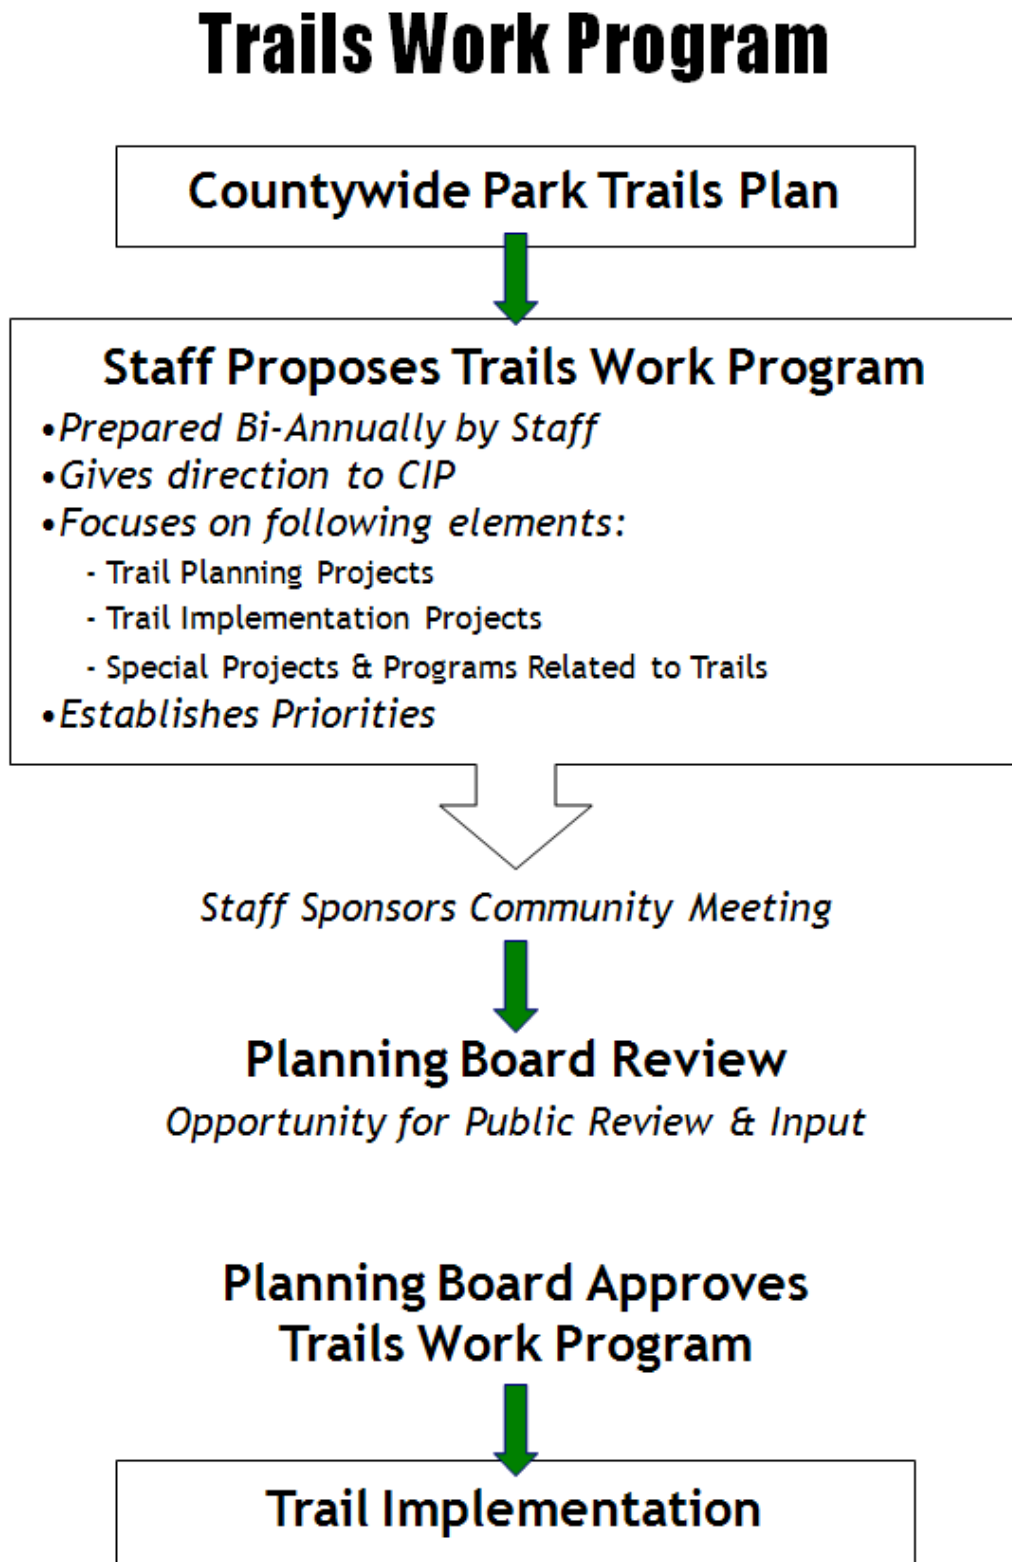 Trails Work Program
Countywide Park Trails Plan
Staff Proposes Trails Work Program
•Prepared Bi-Annually by Staff
•Gives direction to CIP
•Focuses on following elements:
- Trail Planning Projects
- Trail Implementation Projects
- Special Projects & Programs Related to Trails
•Establishes Priorities
Staff Sponsors Community Meeting
Planning Board Review
Opportunity for Public Review & Input
Planning Board Approves
Trails Work Program
Trail Implementation